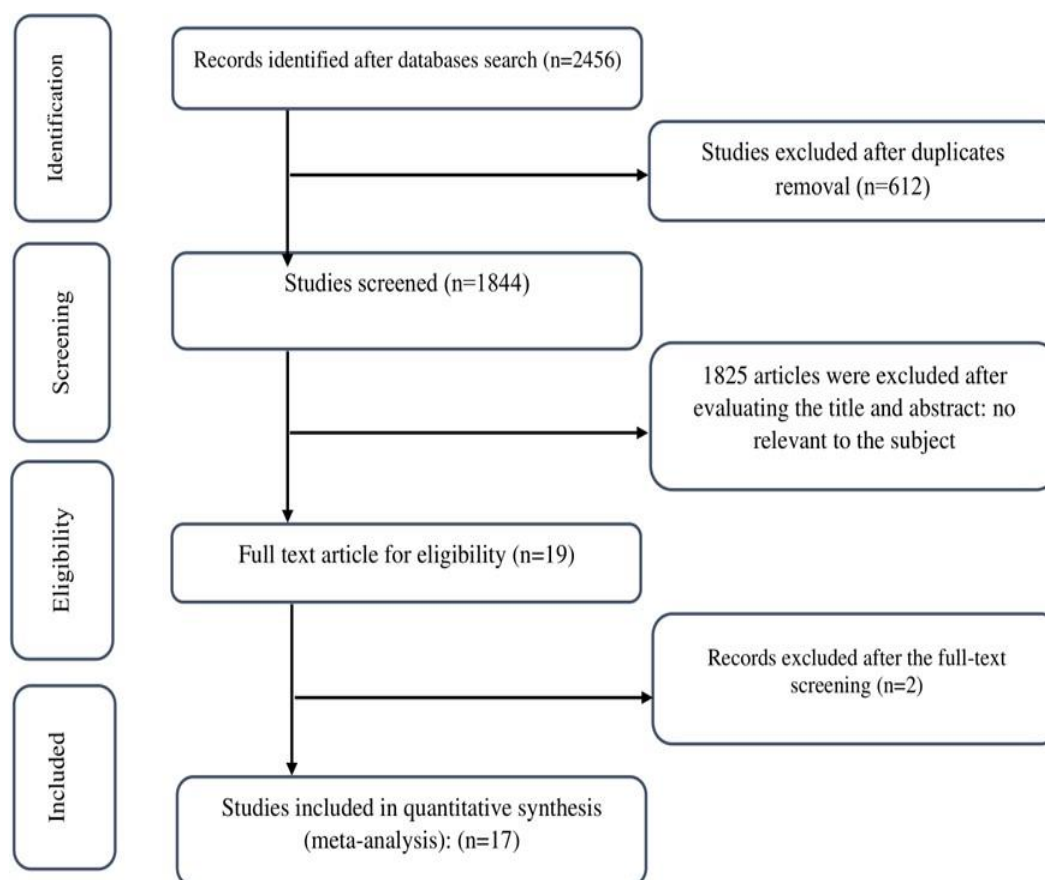 Identification
Records identified after databases search (n=2456)
Studies excluded after duplicates
removal (n=612)
Screening
Studies screened (n=1844)
1825 articles were excluded after
evaluating the title and abstract: no
relevant to the subject
Eligibility
Full text article for eligibility (n=19)
Records excluded after the full-text
screening (n=2)
Included
Studies included in quantitative synthesis
(meta-analysis): (n=17)